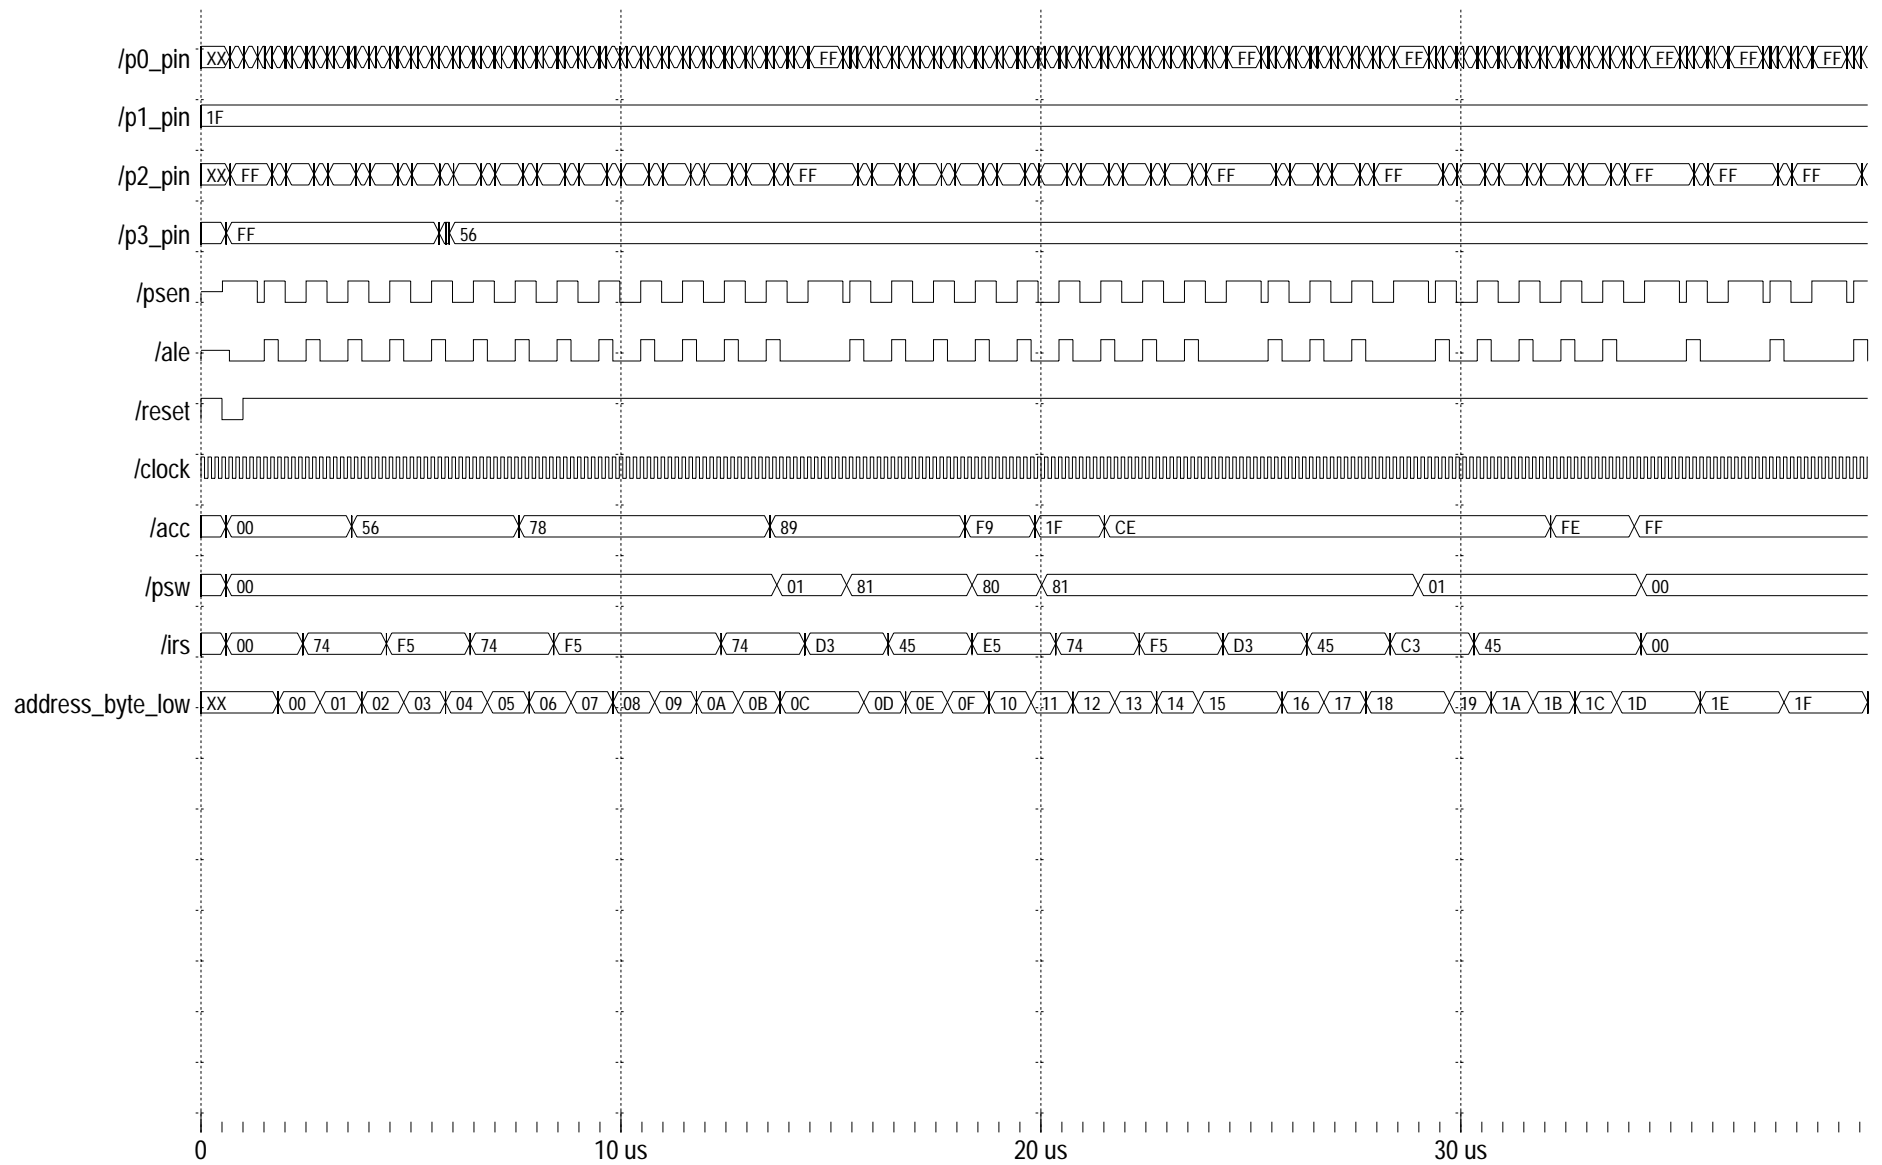 /p0_pin XX FF FF FF FF FF FF
/p1_pin 1F
/p2_pin XX FF FF FF FF FF FF FF
/p3_pin FF 56
/psen
/ale
/reset
/clock
/acc 00 56 78 89 F9 1F CE FE FF
/psw 00 01 81 80 81 01 00
/irs 00 74 F5 74 F5 74 D3 45 E5 74 F5 D3 45 C3 45 00
address_byte_low XX 00 01 02 03 04 05 06 07 08 09 0A 0B 0C 0D 0E 0F 10 11 12 13 14 15 16 17 18 19 1A 1B 1C 1D 1E 1F
0 10 us 20 us 30 us